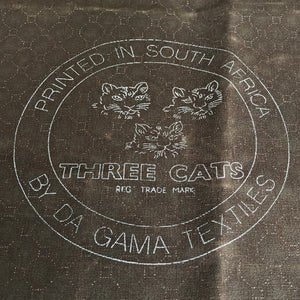 PRINTED IN SOUTH AFRICA
THREE CATS
REG TRADE MARK
BY DA GAMA TEXTILES